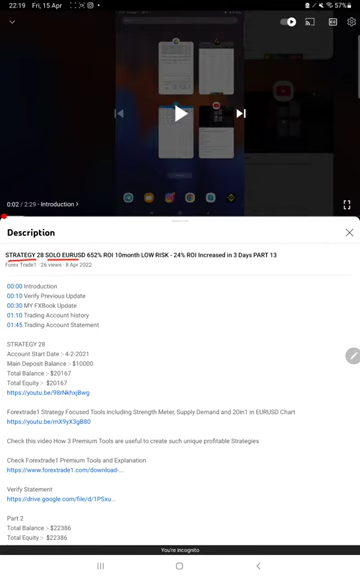 22:19 Fri, 15 Apr
57%
0:02 / 2:29 · Introduction >
Description
STRATEGY 28 SOLO EURUSD 652% ROI 10month LOW RISK - 24% ROI Increased in 3 Days PART 13
Forex Trade1 · 26 views · 8 Apr 2022
00:00 Introduction
00:10 Verify Previous Update
00:30 MY FXBook Update
01:10 Trading Account history
01:45 Trading Account Statement
STRATEGY 28
Account Start Date :- 4-2-2021
Main Deposit Balance :- $10000
Total Balance :- $20167
Total Equity :- $20167
https://youtu.be/98rNkhxjBwg
Forextrade1 Strategy Focused Tools including Strength Meter, Supply Demand and 20in1 in EURUSD Chart
https://youtu.be/mX9yX3gB80
Check this video How 3 Premium Tools are useful to create such unique profitable Strategies
Check Forextrade1 Premium Tools and Explanation
https://www.forextrade1.com/download-...
Verify Statement
https://drive.google.com/file/d/1PSxu...
Part 2
Total Balance :- $22386
Total Equity :- $22386
You're incognito